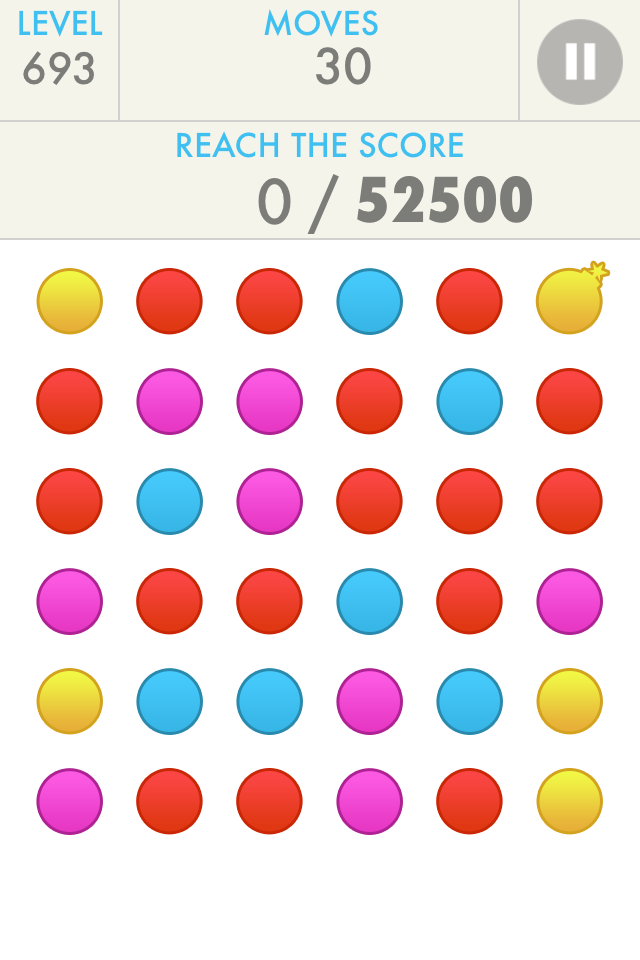 LEVEL
693
MOVES
30
REACH THE SCORE
0 / 52500